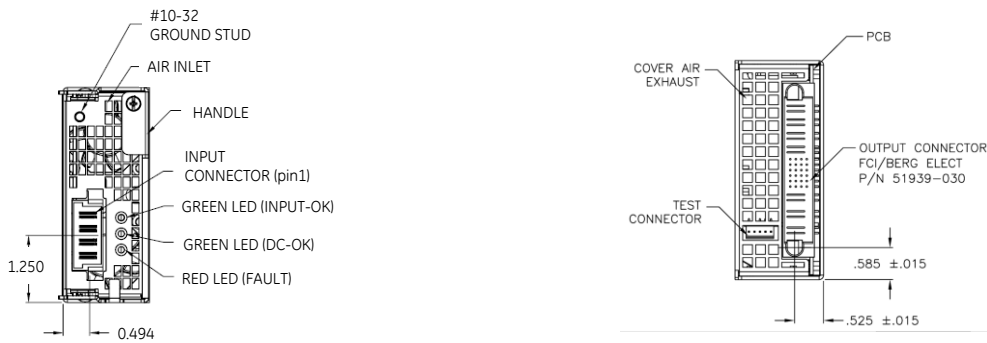 #10-32
GROUND STUD
AIR INLET
HANDLE
INPUT
CONNECTOR (pin1)
GREEN LED (INPUT-OK)
GREEN LED (DC-OK)
RED LED (FAULT)
1.250
0.494
PCB
COVER AIR
EXHAUST
OUTPUT CONNECTOR
FCI/BERG ELECT
P/N 51939-030
TEST
CONNECTOR
.585 ±.015
.525 ±.015